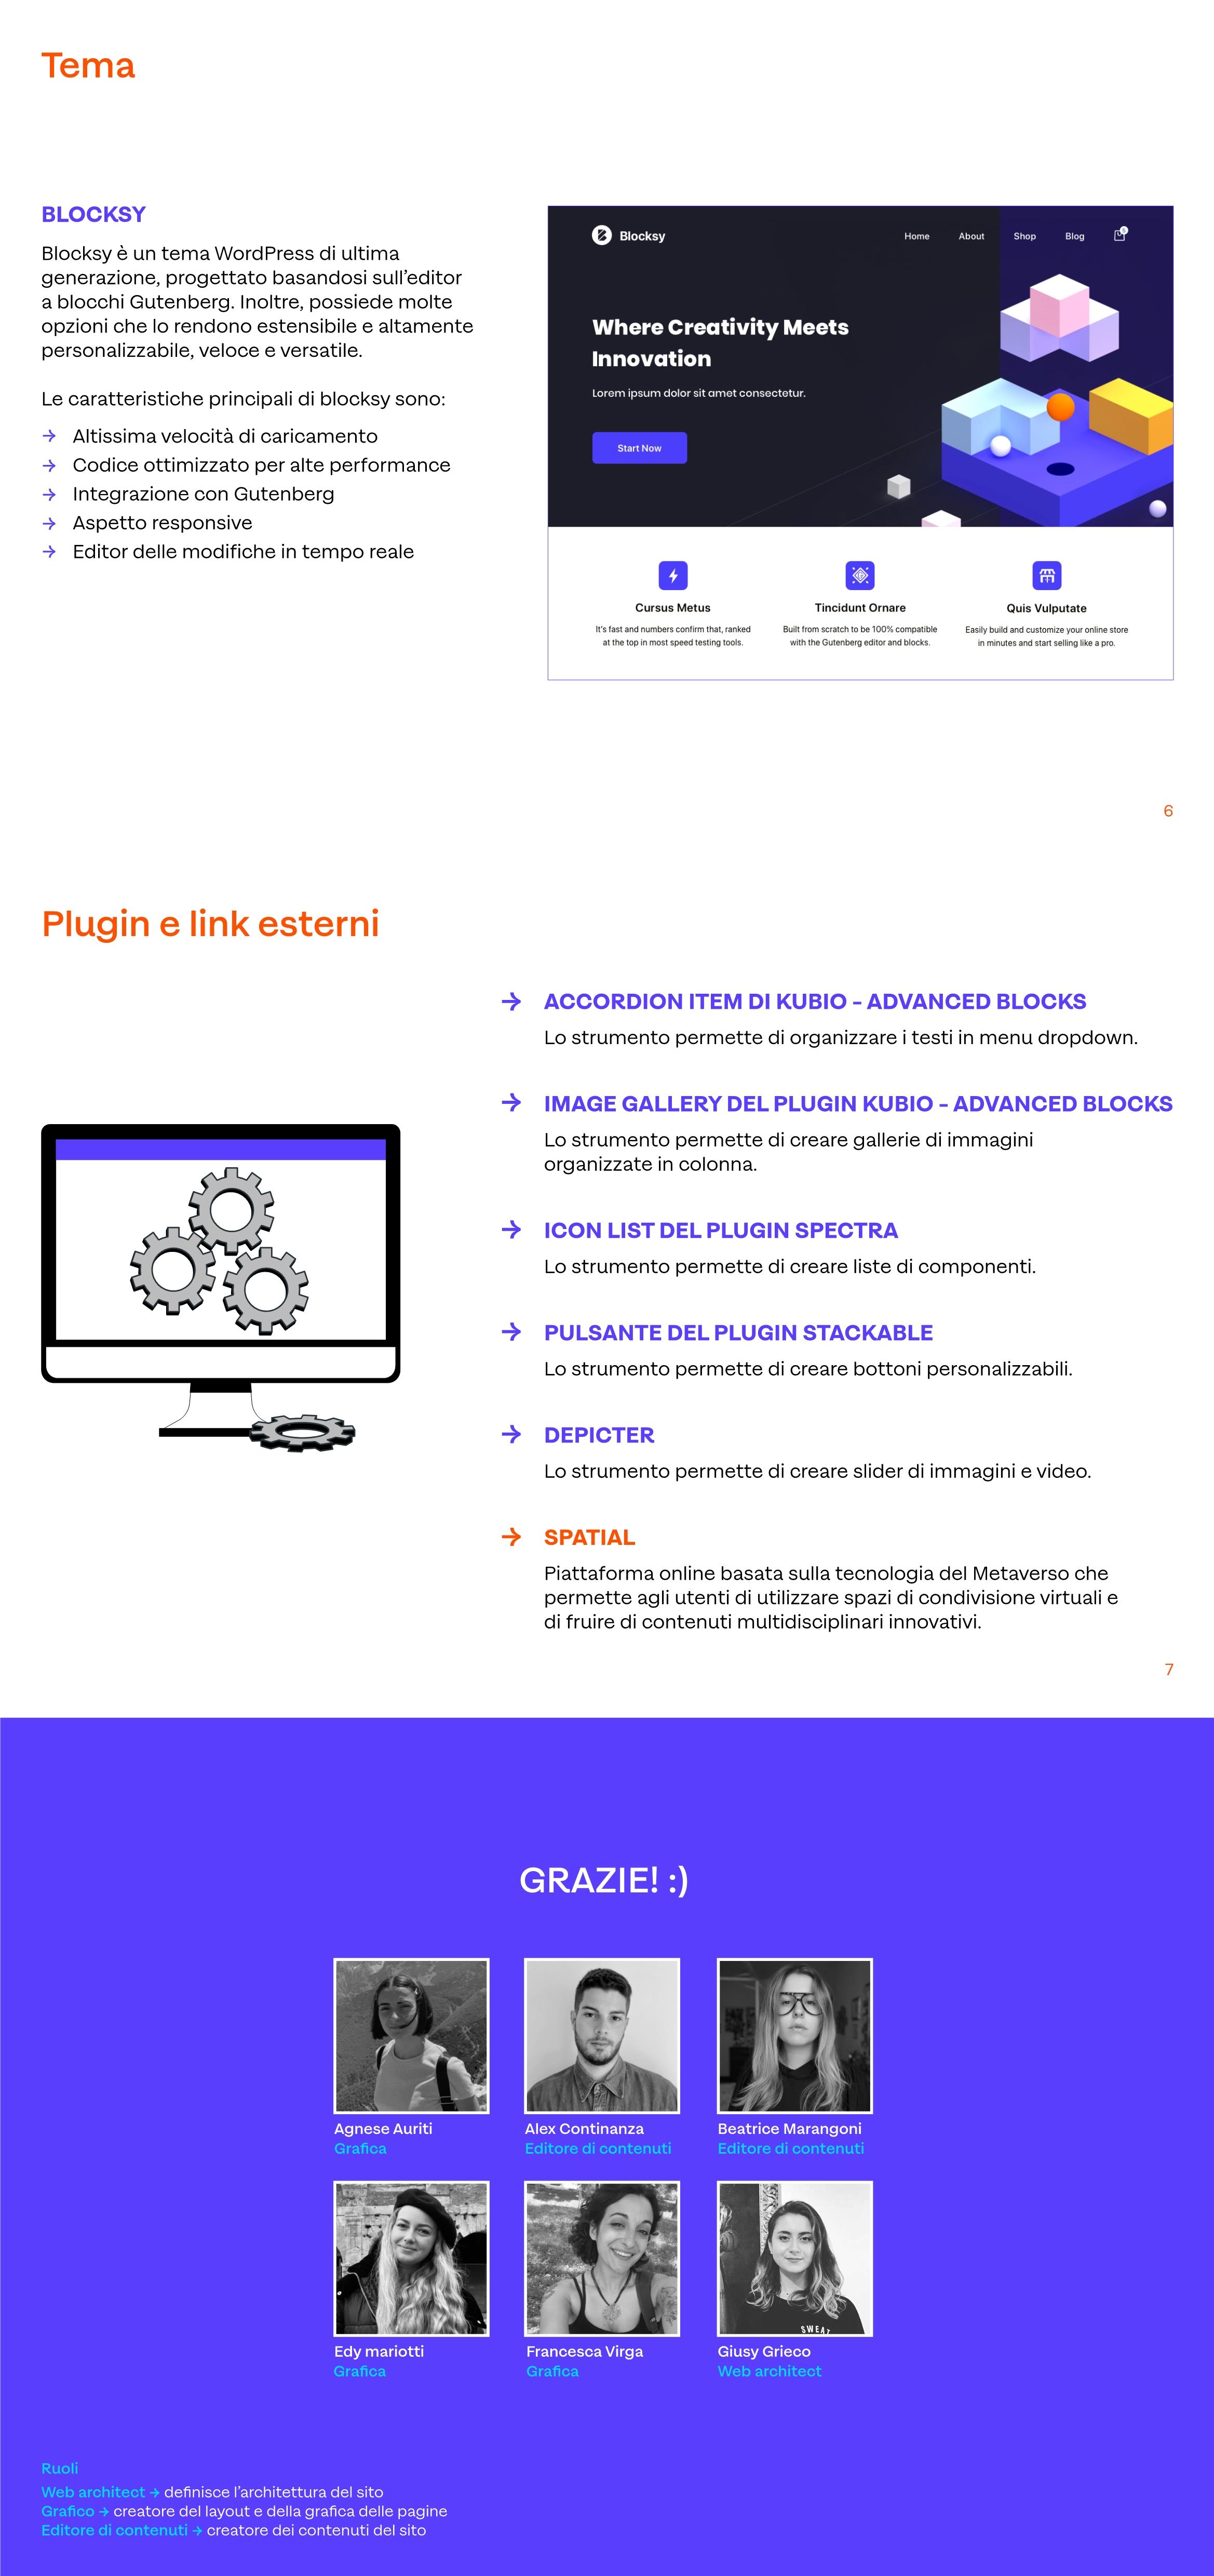 Tema
BLOCKSY
Blocksy è un tema WordPress di ultima
generazione, progettato basandosi sull’editor
a blocchi Gutenberg. Inoltre, possiede molte
opzioni che lo rendono estensibile e altamente
personalizzabile, veloce e versatile.
Le caratteristiche principali di blocksy sono:
→ Altissima velocità di caricamento
→ Codice ottimizzato per alte performance
→ Integrazione con Gutenberg
→ Aspetto responsive
→ Editor delle modifiche in tempo reale
Blocksy
Home About Shop Blog 0
Where Creativity Meets
Innovation
Lorem ipsum dolor sit amet consectetur.
Start Now
Cursus Metus
It’s fast and numbers confirm that, ranked
at the top in most speed testing tools.
Tincidunt Ornare
Built from scratch to be 100% compatible
with the Gutenberg editor and blocks.
Quis Vulputate
Easily build and customize your online store
in minutes and start selling like a pro.
6
Plugin e link esterni
→ ACCORDION ITEM DI KUBIO – ADVANCED BLOCKS
Lo strumento permette di organizzare i testi in menu dropdown.
→ IMAGE GALLERY DEL PLUGIN KUBIO – ADVANCED BLOCKS
Lo strumento permette di creare gallerie di immagini
organizzate in colonna.
→ ICON LIST DEL PLUGIN SPECTRA
Lo strumento permette di creare liste di componenti.
→ PULSANTE DEL PLUGIN STACKABLE
Lo strumento permette di creare bottoni personalizzabili.
→ DEPICTER
Lo strumento permette di creare slider di immagini e video.
→ SPATIAL
Piattaforma online basata sulla tecnologia del Metaverso che
permette agli utenti di utilizzare spazi di condivisione virtuali e
di fruire di contenuti multidisciplinari innovativi.
7
GRAZIE! :)
Agnese Auriti
Grafica
Alex Continanza
Editore di contenuti
Beatrice Marangoni
Editore di contenuti
SWEAT
Edy mariotti
Grafica
Francesca Virga
Grafica
Giusy Grieco
Web architect
Ruoli
Web architect → definisce l’architettura del sito
Grafico → creatore del layout e della grafica delle pagine
Editore di contenuti → creatore dei contenuti del sito